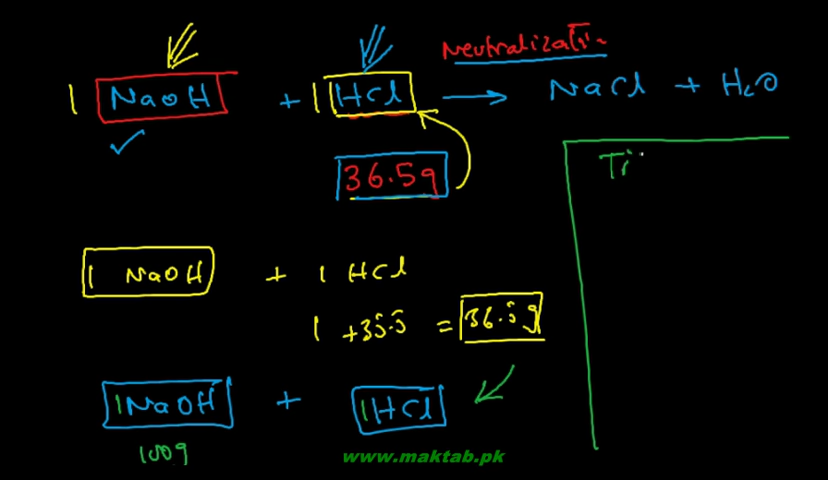 Neutralizati
1 NaOH + 1 HCl → NaCl + H2O
36.5g
Ti
1 NaOH + 1 HCl
1 + 35.5 = 36.5g
1NaOH + 1HCl
100g
www.maktab.pk